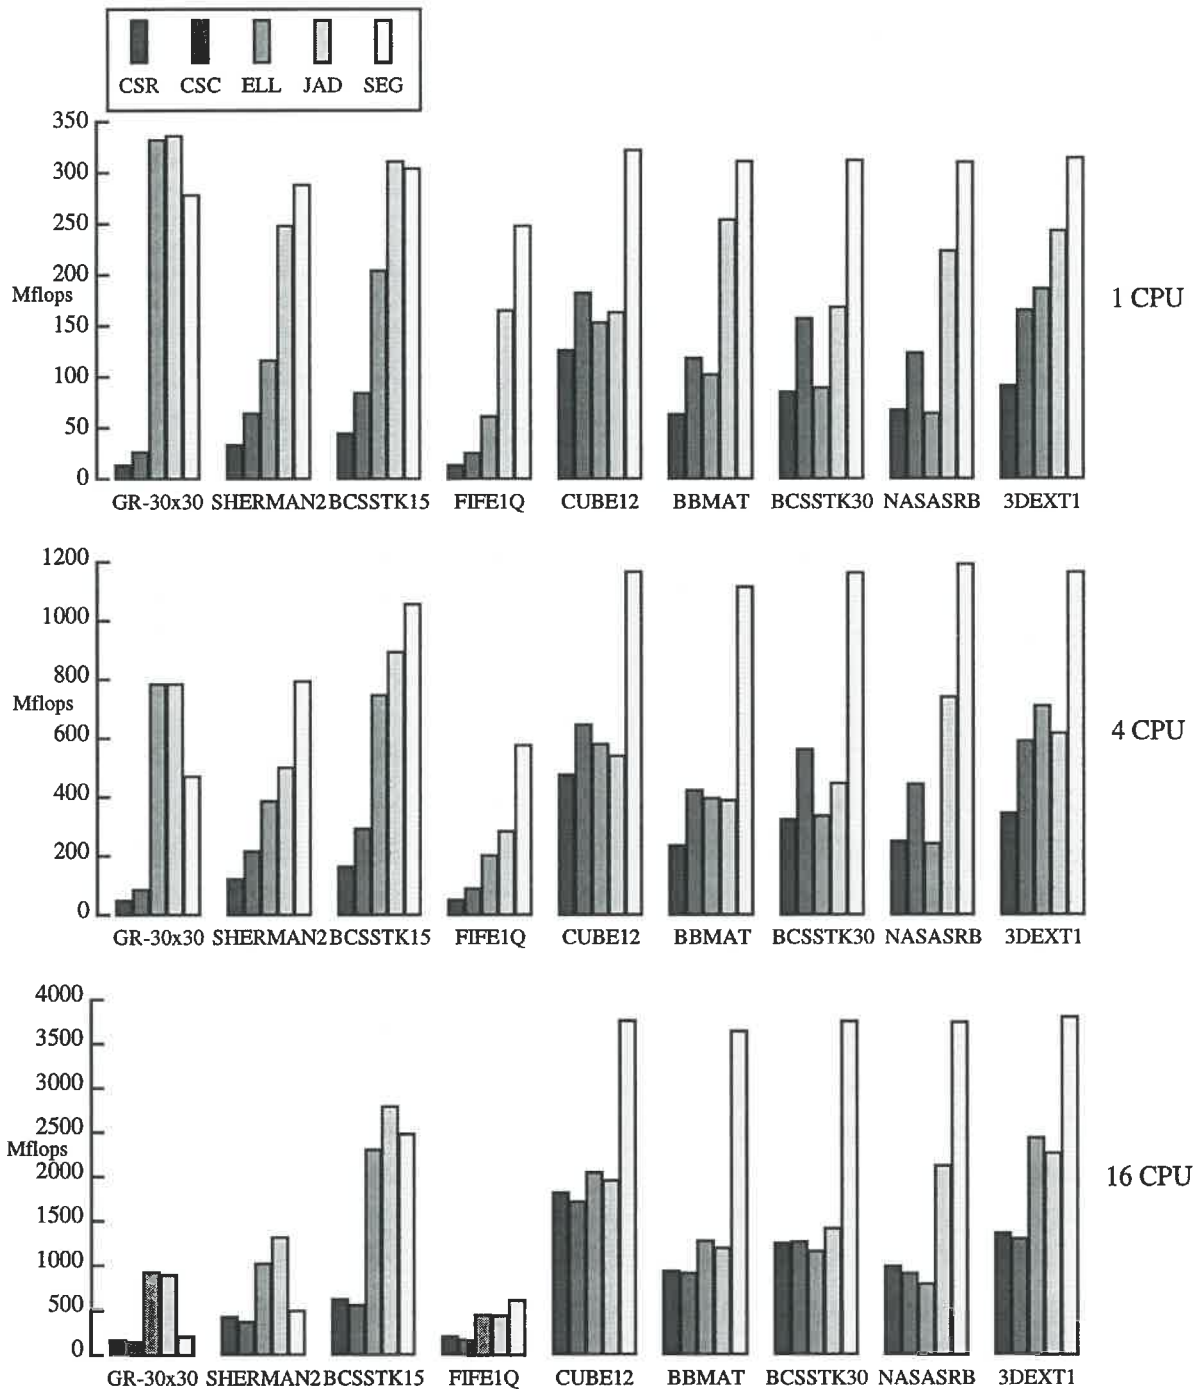 CSR CSC ELL JAD SEG
350
300
250
200
Mflops
1 CPU
150
100
50
0
GR-30x30 SHERMAN2 BCSSTK15 FIFE1Q CUBE12 BBMAT BCSSTK30 NASASRB 3DEXT1
1200
1000
800
Mflops
4 CPU
600
400
200
0
GR-30x30 SHERMAN2 BCSSTK15 FIFE1Q CUBE12 BBMAT BCSSTK30 NASASRB 3DEXT1
4000
3500
3000
2500
Mflops
2000
16 CPU
1500
1000
500
0
GR-30x30 SHERMAN2 BCSSTK15 FIFE1Q CUBE12 BBMAT BCSSTK30 NASASRB 3DEXT1